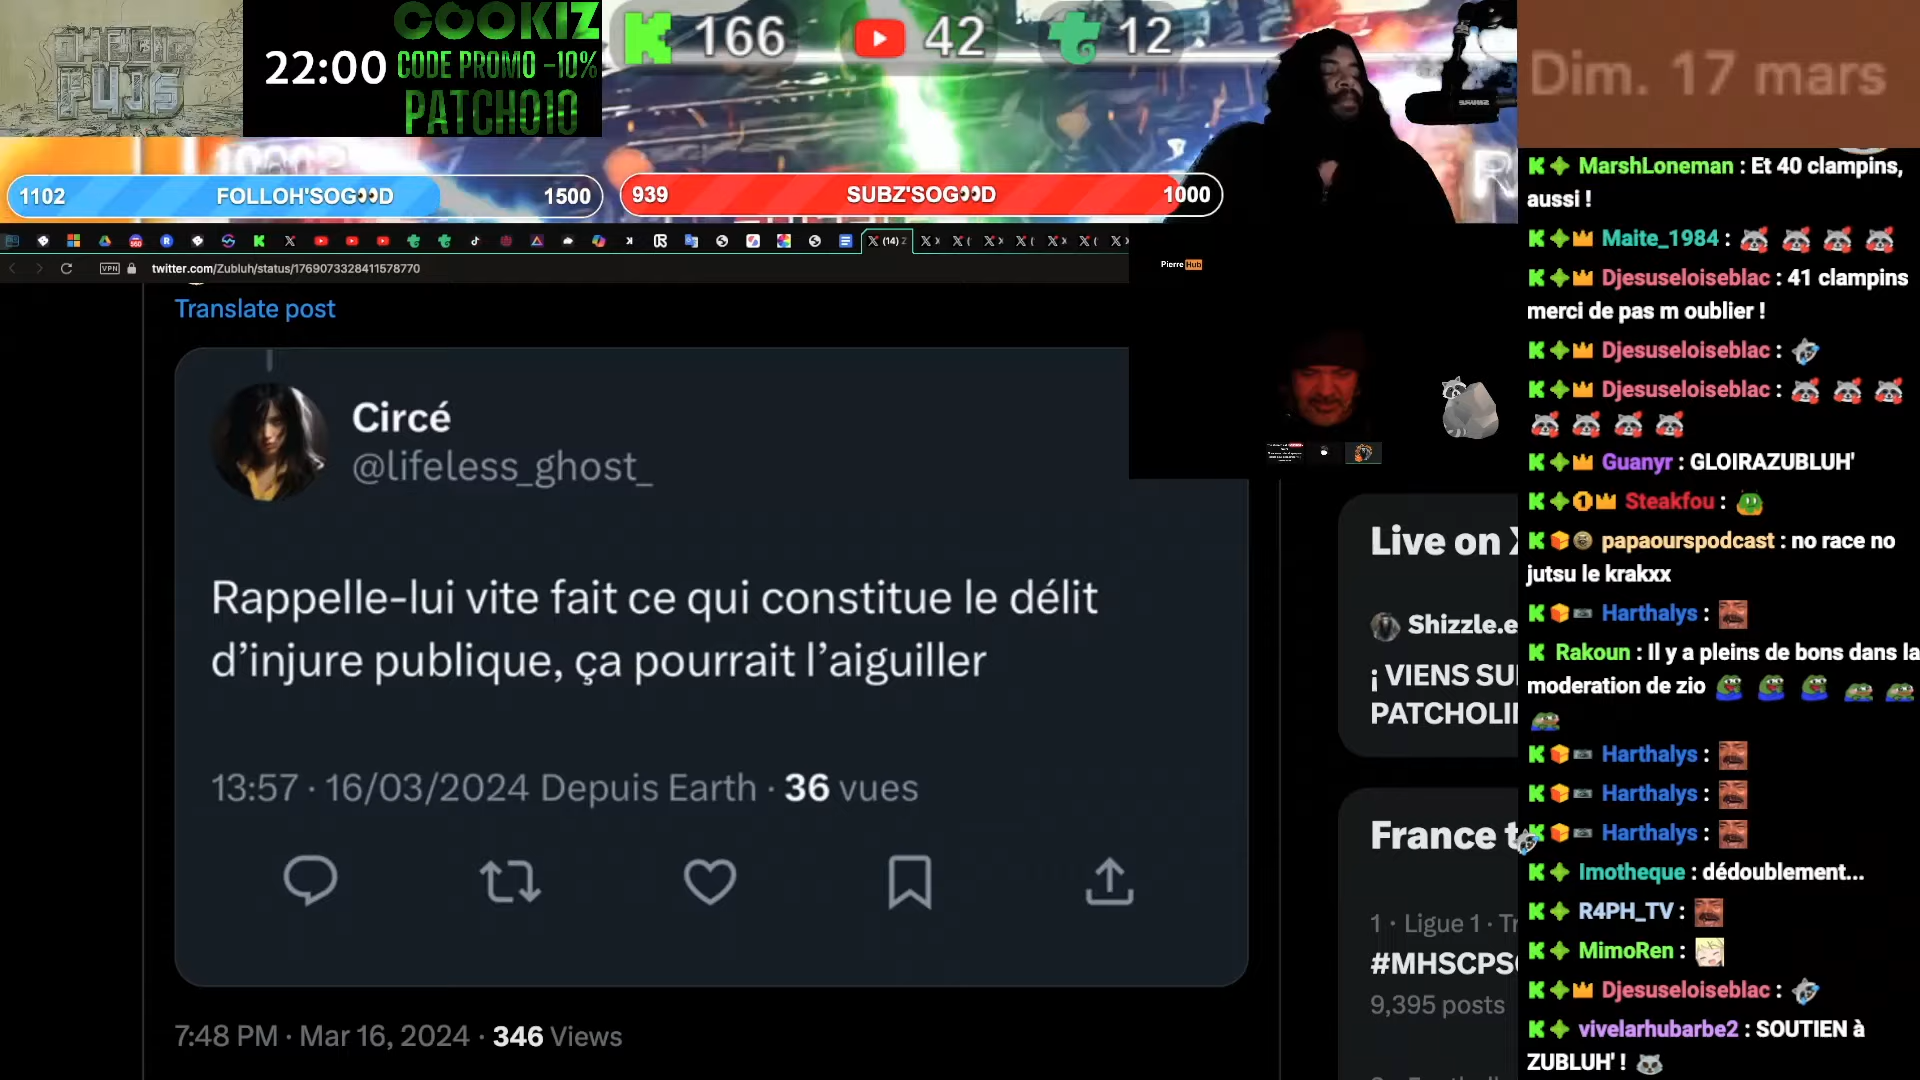 22:00
COOKIZ
CODE PROMO -10%
PATCHO10
166
42
12
Dim. 17 mars
1102 FOLLOH'SOG👀D 1500
939 SUBZ'SOG👀D 1000
(14)
VPN
twitter.com/Zubluh/status/1769073328411578770
Pierre Hub
Translate post
Circé
@lifeless_ghost_
Rappelle-lui vite fait ce qui constitue le délit
d’injure publique, ça pourrait l’aiguiller
13:57 · 16/03/2024 Depuis Earth · 36 vues
7:48 PM · Mar 16, 2024 · 346 Views
Live on
Shizzle.e
¡ VIENS SU
France t
1 · Ligue 1 · Tr
#MHSCPS
9,395 posts
MarshLoneman : Et 40 clampins,
aussi !
Maite_1984 :
Djesuseloiseblac : 41 clampins
merci de pas m oublier !
Djesuseloiseblac :
Djesuseloiseblac :
Guanyr : GLOIRAZUBLUH'
Steakfou :
papaourspodcast : no race no
jutsu le krakxx
Harthalys :
Rakoun : Il y a pleins de bons dans la
moderation de zio
Harthalys :
Harthalys :
Harthalys :
Imotheque : dédoublement...
R4PH_TV :
MimoRen :
Djesuseloiseblac :
vivelarhubarbe2 : SOUTIEN à
ZUBLUH' !